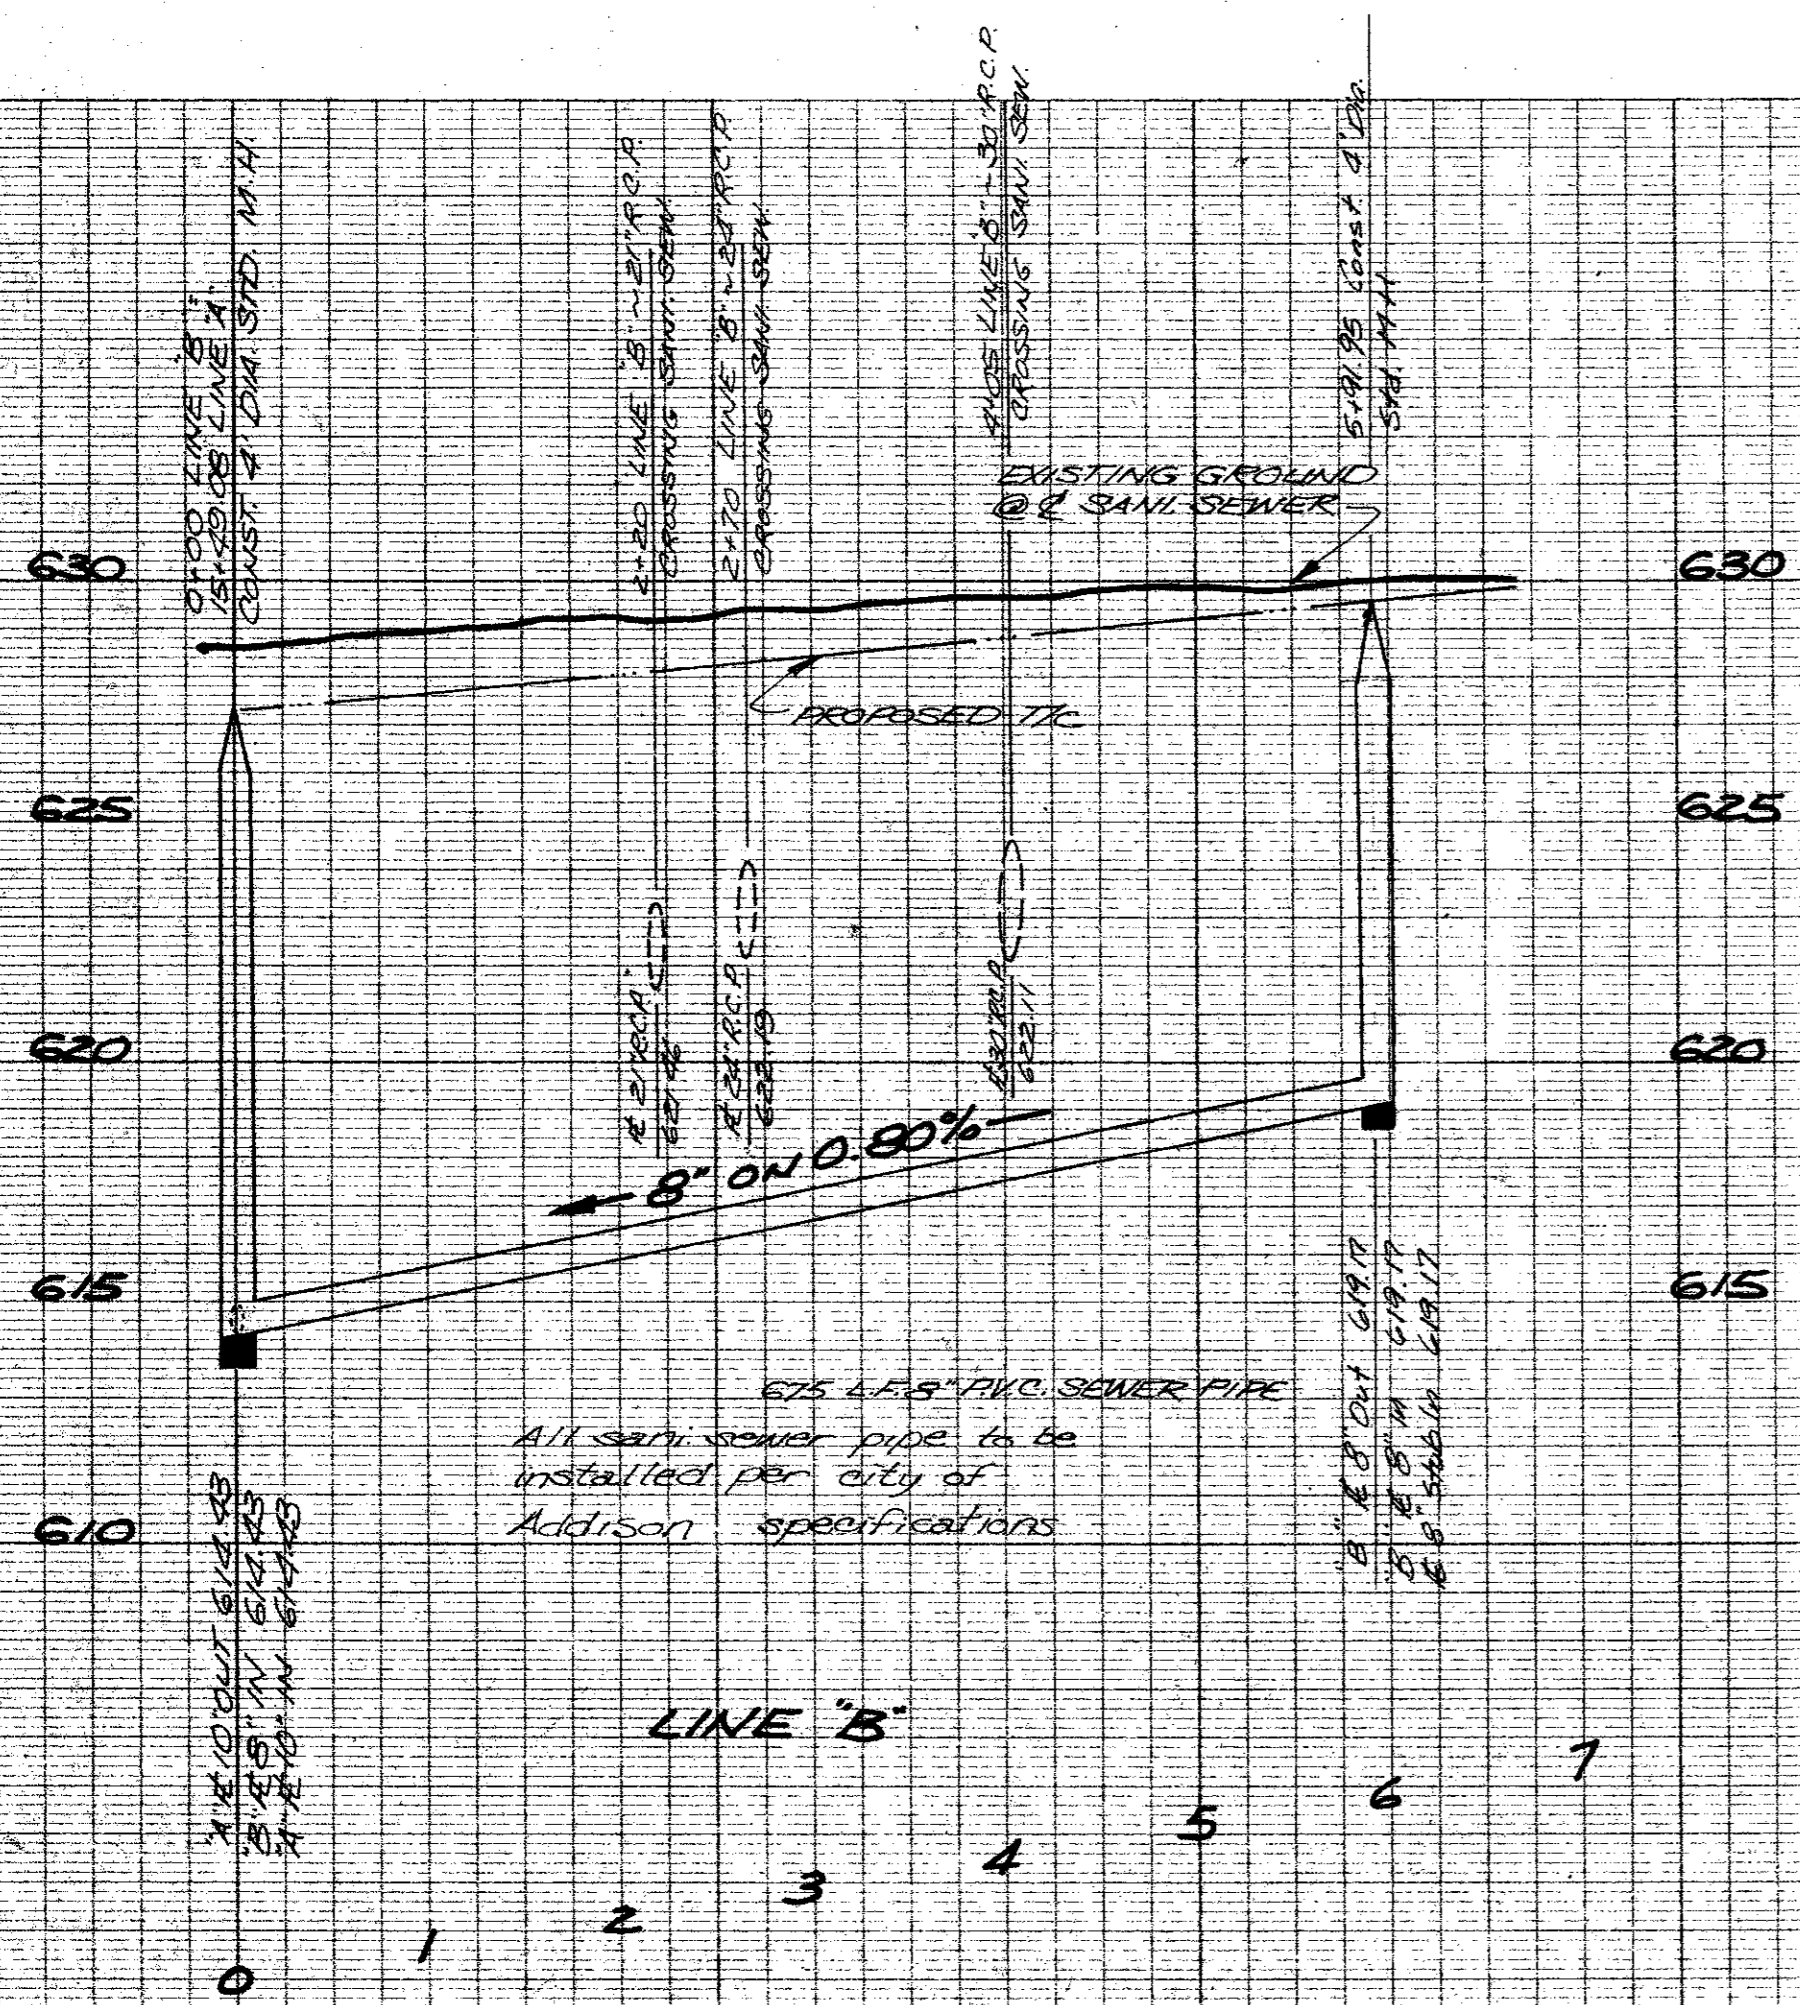 0+00 LINE "B" =
15+49.08 LINE "A"
CONST. 4' DIA. STD. M.H.
2+20 LINE "B" ~ 21" R.C.P.
CROSSING SANI. SEW.
2+70 LINE "B" ~ 24" R.C.P.
CROSSING SANI. SEW.
4+05 LINE "B" ~ 30" R.C.P.
CROSSING SANI. SEW.
5+91.95 Const. 4' Dia.
Std. M.H
EXISTING GROUND
@ ℄ SANI. SEWER
630
630
PROPOSED T/C
625
625
21" R.C.P.
621.46
24" R.C.P.
622.19
30" R.C.P.
622.11
620
620
8" ON 0.80%
615
615
"B" 8" Out 619.17
"B" 8" in 619.17
8" Stub In 619.17
675 L.F. 8" P.V.C. SEWER PIPE
All sani. sewer pipe to be
installed per city of
Addison specifications
610
"A" 10" OUT 614.43
"B" 8" IN 614.43
"A" 10" IN 614.43
LINE "B"
0
1
2
3
4
5
6
7